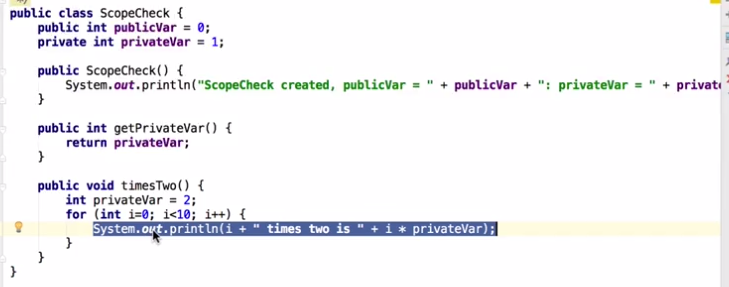 public class ScopeCheck {
    public int publicVar = 0;
    private int privateVar = 1;
    public ScopeCheck() {
        System.out.println("ScopeCheck created, publicVar = " + publicVar + ": privateVar = " + private
    }
    public int getPrivateVar() {
        return privateVar;
    }
    public void timesTwo() {
        int privateVar = 2;
        for (int i=0; i<10; i++) {
            System.out.println(i + " times two is " + i * privateVar);
        }
    }
}